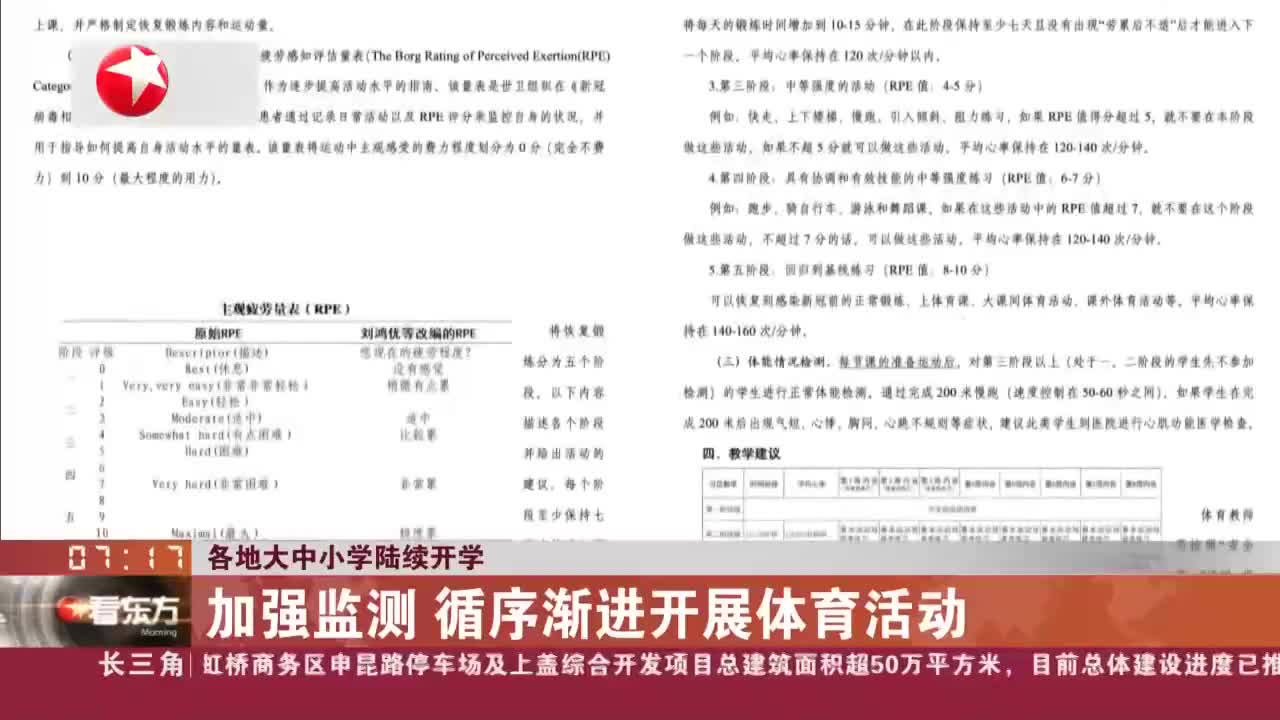 上课，并严格制定恢复锻炼内容和运动量。
疲劳感知评估量表(The Borg Rating of Perceived Exertion(RPE)
Catego 作为逐步提高活动水平的指南、该量表是世卫组织在《新冠
病毒相 患者通过记录日常活动以及 RPE 评分来监控自身的状况，并
用于指导如何提高自身活动水平的量表。该量表将运动中主观感受的费力程度划分为 0 分（完全不费
力）到 10 分（最大程度的用力）。
主观疲劳量表（RPE）
原始RPE 刘鸿优等改编的RPE
阶段 评级 Descriptor(描述) 您现在的疲劳程度？
0 Rest(休息) 没有感觉
一 1 Very,very easy(非常非常轻松) 稍微有点累
2 Easy(轻松)
二 3 Moderate(适中) 适中
4 Somewhat hard(有点困难) 比较累
三 5 Hard(困难)
6
四 7 Very hard(非常困难) 非常累
8
五 9
10 Maximal(最大) 极度累
将恢复锻
炼分为五个阶
段，以下内容
描述各个阶段
并给出活动的
建议，每个阶
段至少保持七
将每天的锻炼时间增加到 10-15 分钟，在此阶段保持至少七天且没有出现“劳累后不适”后才能进入下
一个阶段，平均心率保持在 120 次/分钟以内。
3.第三阶段：中等强度的活动（RPE 值：4-5 分）
例如：快走、上下楼梯、慢跑、引入倾斜、阻力练习，如果 RPE 值得分超过 5，就不要在本阶段
做这些活动，如果不超 5 分就可以做这些活动，平均心率保持在 120-140 次/分钟。
4.第四阶段：具有协调和有效技能的中等强度练习（RPE 值：6-7 分）
例如：跑步、骑自行车、游泳和舞蹈课，如果在这些活动中的 RPE 值超过 7，就不要在这个阶段
做这些活动，不超过 7 分的话，可以做这些活动，平均心率保持在 120-140 次/分钟。
5.第五阶段：回归到基线练习（RPE 值：8-10 分）
可以恢复到感染新冠前的正常锻炼、上体育课、大课间体育活动、课外体育活动等，平均心率保
持在 140-160 次/分钟。
（三）体能情况检测。每节课的准备运动后，对第三阶段以上（处于一、二阶段的学生先不参加
检测）的学生进行正常体能检测，通过完成 200 米慢跑（速度控制在 50-60 秒之间），如果学生在完
成 200 米后出现气短、心悸、胸闷、心跳不规则等症状，建议此类学生到医院进行心肌功能医学检查。
四、教学建议
体育教师
07:17 各地大中小学陆续开学
看东方
Morning
加强监测 循序渐进开展体育活动
长三角 虹桥商务区申昆路停车场及上盖综合开发项目总建筑面积超50万平方米，目前总体建设进度已推